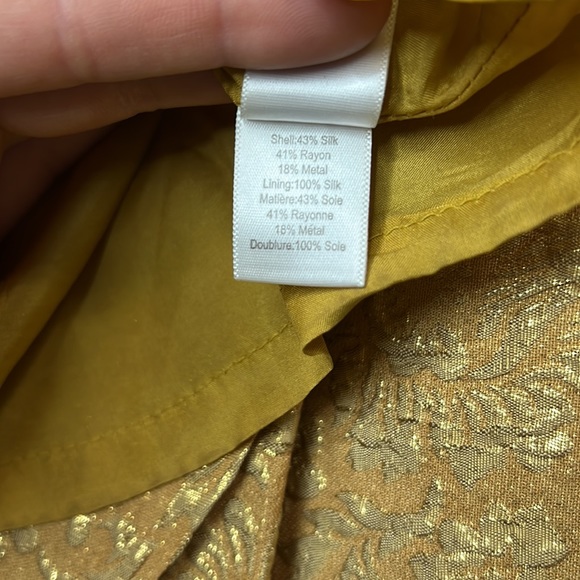 Shell:43% Silk
41% Rayon
18% Metal
Lining:100% Silk
Matière:43% Soie
41% Rayonne
18% Métal
Doublure:100% Soie